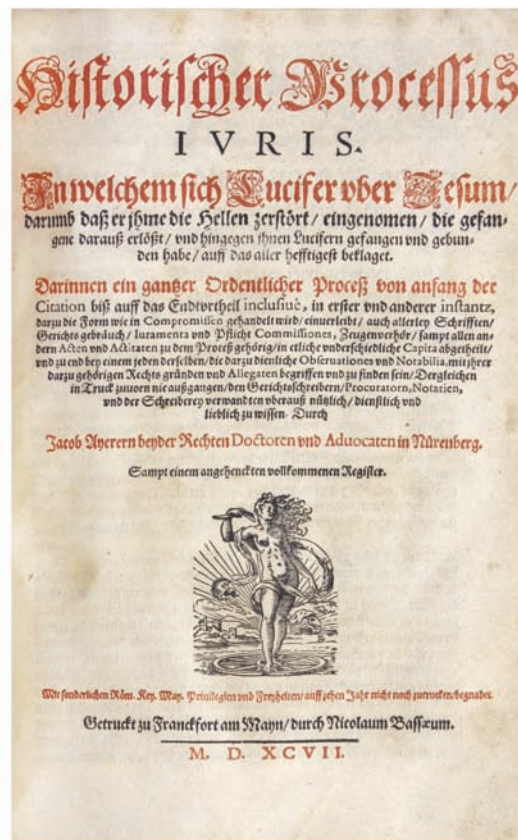 Historischer Processus
IVRIS.
In welchem sich Lucifer vber Jesum/
darumb daß er jhme die Hellen zerstört/ eingenomen/ die gefan-
gene darauß erlößt/ vnd hingegen jhnen Lucifern gefangen vnd gebun-
den habe/ auff das aller hefftigest beklaget.
Darinnen ein gantzer Ordentlicher Proceß von anfang der
Citation biß auff das Endvrtheil inclusiuè, in erster vnd anderer instantz,
darzu die Form wie in Compromissen gehandelt wird/ einuerleibt/ auch allerley Schrifften/
Gerichts gebräuch/ Iuramenta vnd Pflicht Commissiones, Zeugenverhör/ sampt allen an-
dern Acten vnd Actitaten zu dem Proceß gehörig/ in etliche vnderschiedliche Capita abgetheilt/
vnd zu end bey einem jeden derselben/ die darzu dienliche Obseruationes vnd Notabilia, mit jhrer
darzu gehörigen Rechts gründen vnd Allegaten begriffen vnd zu finden sein/ Dergleichen
in Truck zuuorn nie außgangen/ den Gerichtschreibern/ Procuratorn, Notarien,
vnd der Schreiberey verwandten vberauß nützlich/ dienstlich vnd
lieblich zu wissen. Durch
Jacob Ayerern beyder Rechten Doctoren vnd Aduocaten in Nürenberg.
Sampt einem angehenckten vollkommenen Register.
Mit sonderlichen Röm. Key. May. Priuilegien vnd Freyheiten/ auff zehen Jahr nicht nach zutrucken/ begnadet.
Getruckt zu Franckfort am Mayn/ durch Nicolaum Bassæum.
M. D. XCVII.